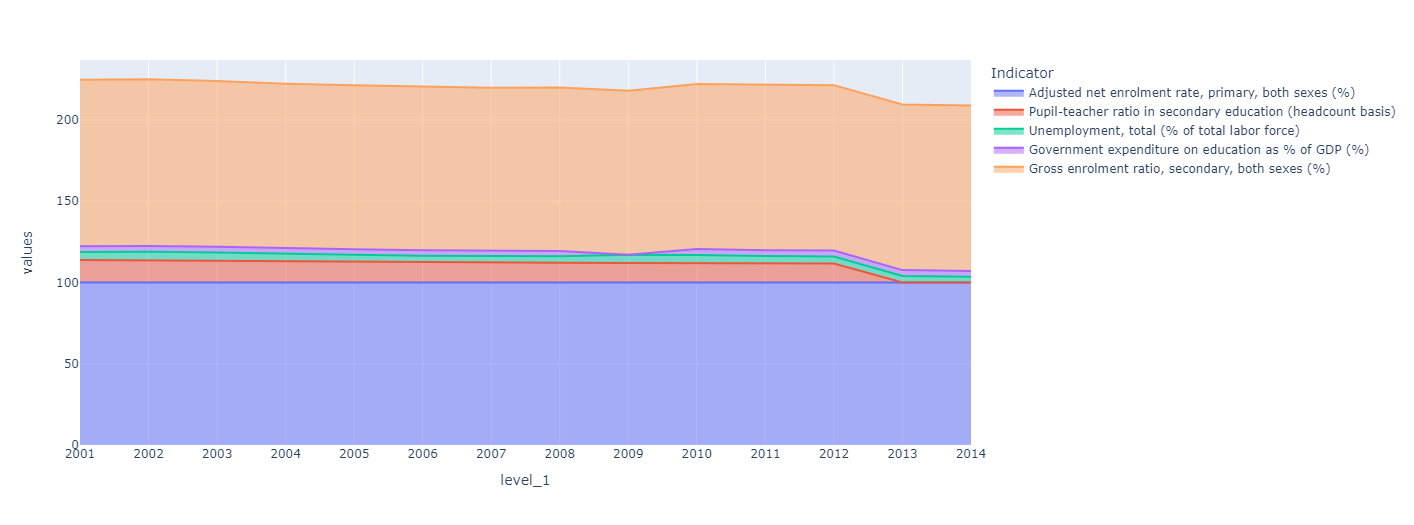 Indicator
Adjusted net enrolment rate, primary, both sexes (%)
Pupil-teacher ratio in secondary education (headcount basis)
Unemployment, total (% of total labor force)
Government expenditure on education as % of GDP (%)
Gross enrolment ratio, secondary, both sexes (%)
200
150
100
50
0
values
2001 2002 2003 2004 2005 2006 2007 2008 2009 2010 2011 2012 2013 2014
level_1